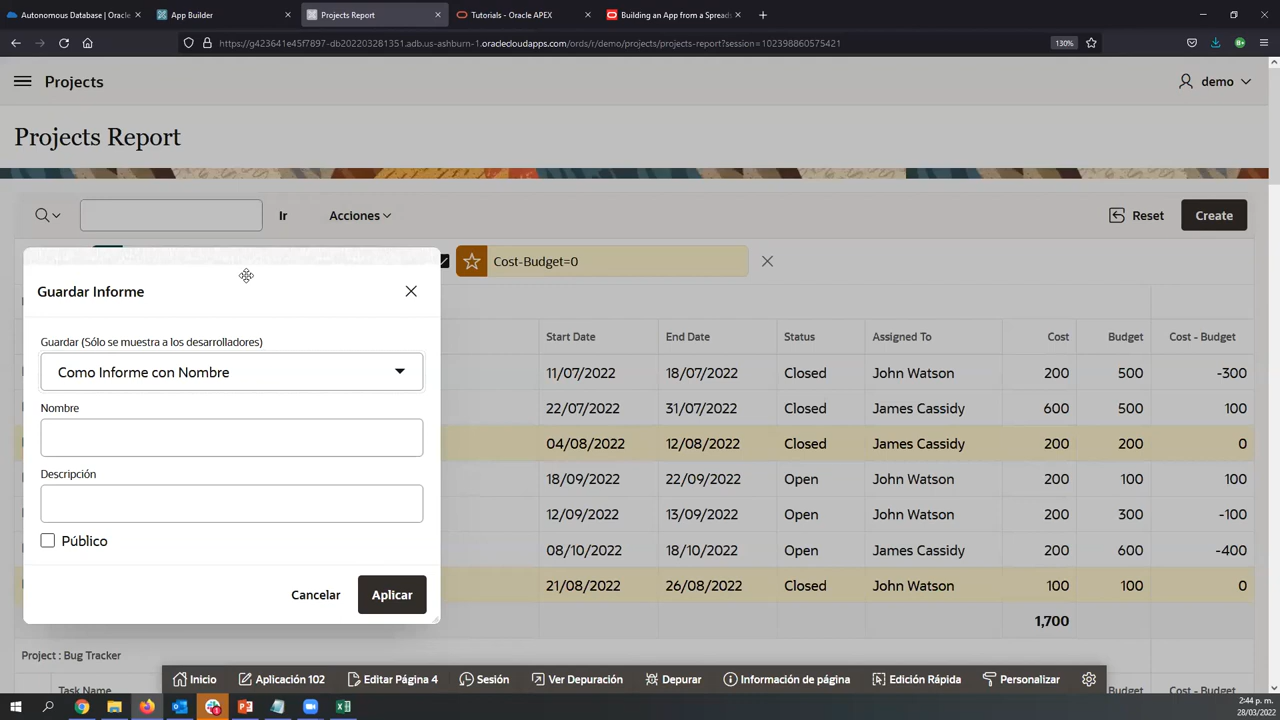 Autonomous Database | Oracle
App Builder
Projects Report
Tutorials - Oracle APEX
Building an App from a Spreads
https://g423641e45f7897-db202203281351.adb.us-ashburn-1.oraclecloudapps.com/ords/r/demo/projects/projects-report?session=102398860575421
130%
Projects
demo
Projects Report
Ir
Acciones
Reset
Create
Cost-Budget=0
Guardar Informe
Guardar (Sólo se muestra a los desarrolladores)
Como Informe con Nombre
Nombre
Descripción
Público
Cancelar
Aplicar
Start Date End Date Status Assigned To Cost Budget Cost - Budget
11/07/2022 18/07/2022 Closed John Watson 200 500 -300
22/07/2022 31/07/2022 Closed James Cassidy 600 500 100
04/08/2022 12/08/2022 Closed James Cassidy 200 200 0
18/09/2022 22/09/2022 Open John Watson 200 100 100
12/09/2022 13/09/2022 Open John Watson 200 300 -100
08/10/2022 18/10/2022 Open James Cassidy 200 600 -400
21/08/2022 26/08/2022 Closed John Watson 100 100 0
1,700
Project : Bug Tracker
Inicio
Aplicación 102
Editar Página 4
Sesión
Ver Depuración
Depurar
Información de página
Edición Rápida
Personalizar
Task Name
Budget Cost - Budget
2:44 p. m.
28/03/2022